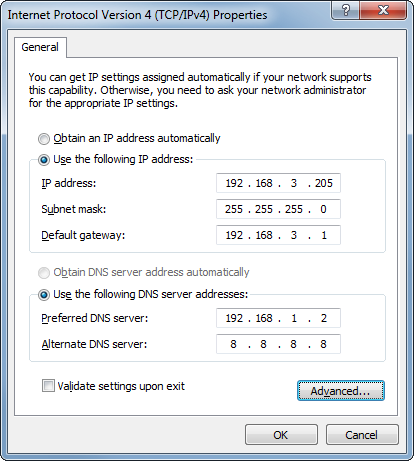 Internet Protocol Version 4 (TCP/IPv4) Properties
General
You can get IP settings assigned automatically if your network supports
this capability. Otherwise, you need to ask your network administrator
for the appropriate IP settings.
Obtain an IP address automatically
Use the following IP address:
IP address: 192 . 168 . 3 . 205
Subnet mask: 255 . 255 . 255 . 0
Default gateway: 192 . 168 . 3 . 1
Obtain DNS server address automatically
Use the following DNS server addresses:
Preferred DNS server: 192 . 168 . 1 . 2
Alternate DNS server: 8 . 8 . 8 . 8
Validate settings upon exit
Advanced...
OK Cancel